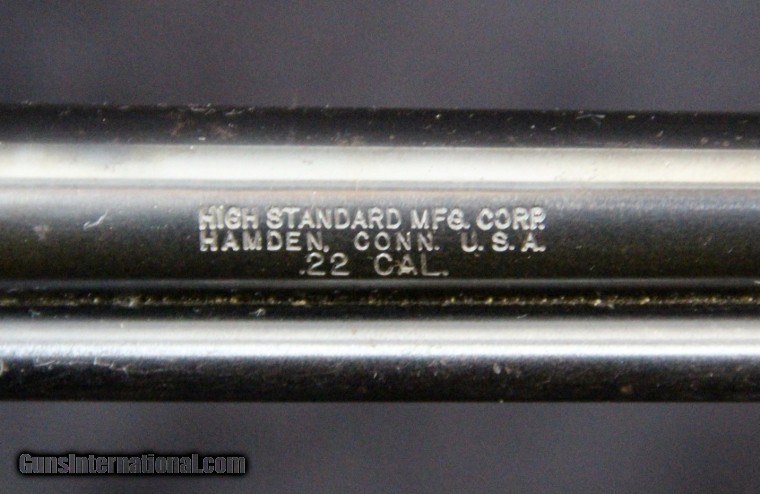 HIGH STANDARD MFG. CORP.
HAMDEN, CONN. U.S.A.
.22 CAL.
GunsInternational.com